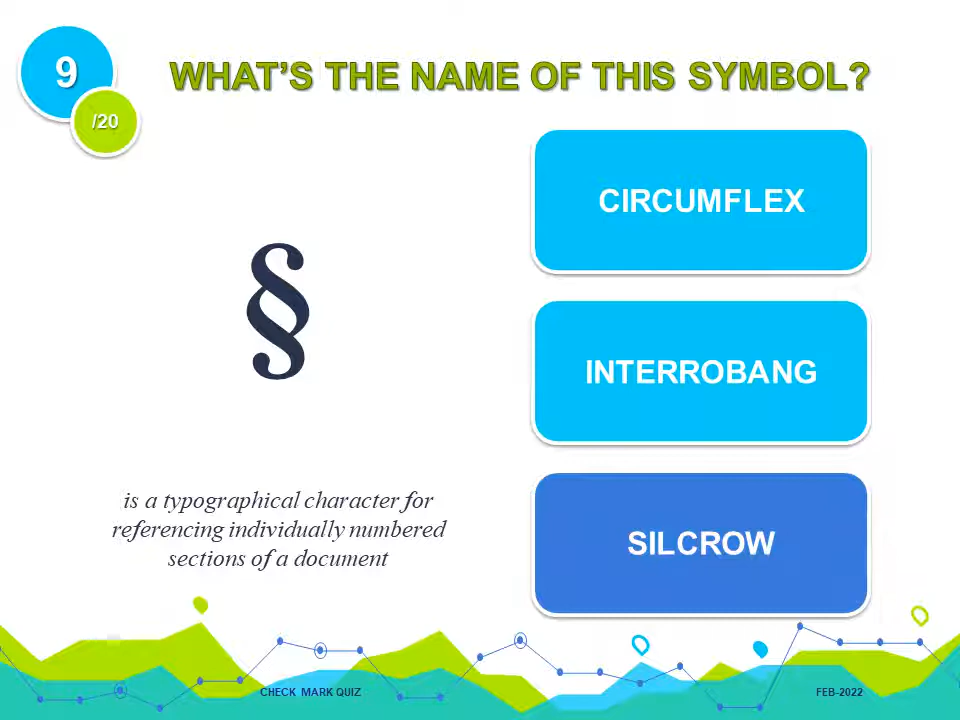 9
/20
WHAT’S THE NAME OF THIS SYMBOL?
§
is a typographical character for
referencing individually numbered
sections of a document
CIRCUMFLEX
INTERROBANG
SILCROW
CHECK MARK QUIZ
FEB-2022